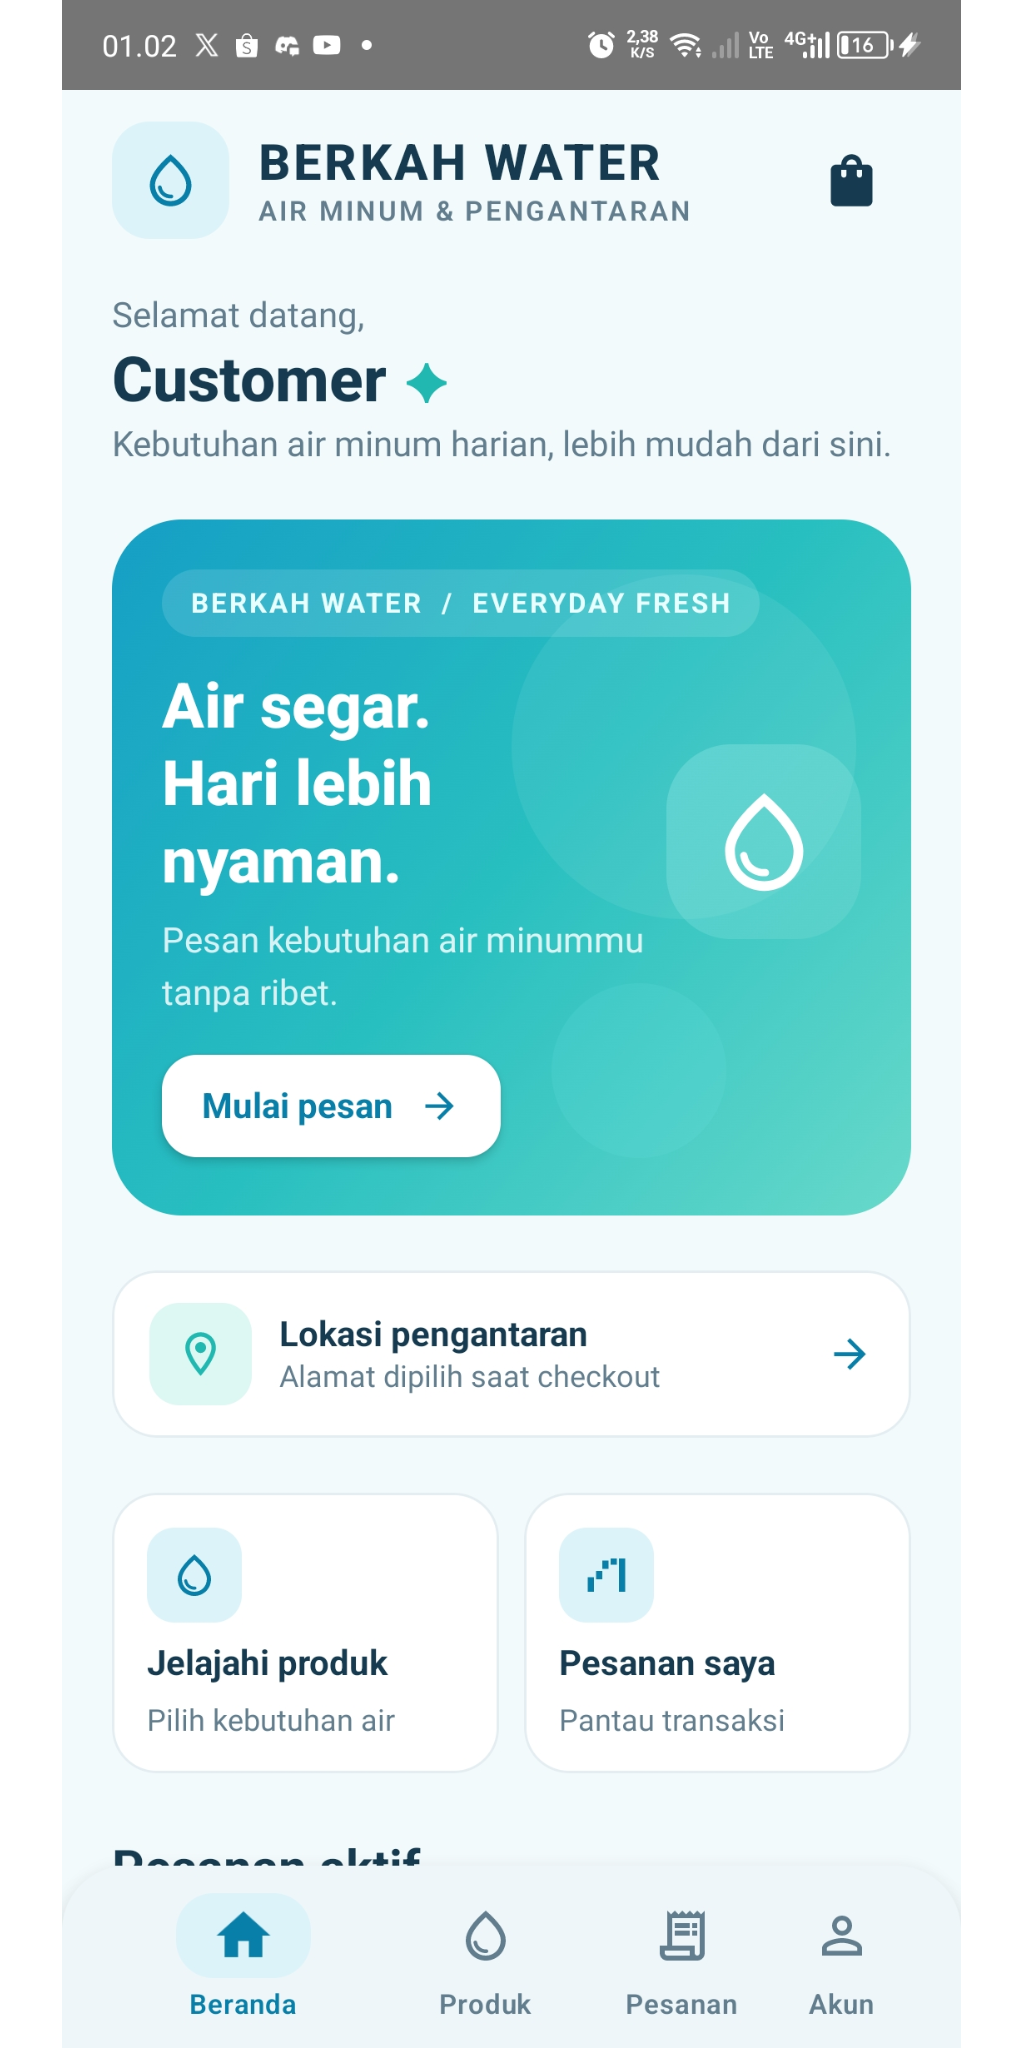 01.02
2,38
K/S
Vo
LTE
4G+
16
BERKAH WATER
AIR MINUM & PENGANTARAN
Selamat datang,
Customer
Kebutuhan air minum harian, lebih mudah dari sini.
BERKAH WATER / EVERYDAY FRESH
Air segar.
Hari lebih
nyaman.
Pesan kebutuhan air minummu
tanpa ribet.
Mulai pesan
Lokasi pengantaran
Alamat dipilih saat checkout
Jelajahi produk
Pilih kebutuhan air
Pesanan saya
Pantau transaksi
Pesanan aktif
Beranda
Produk
Pesanan
Akun